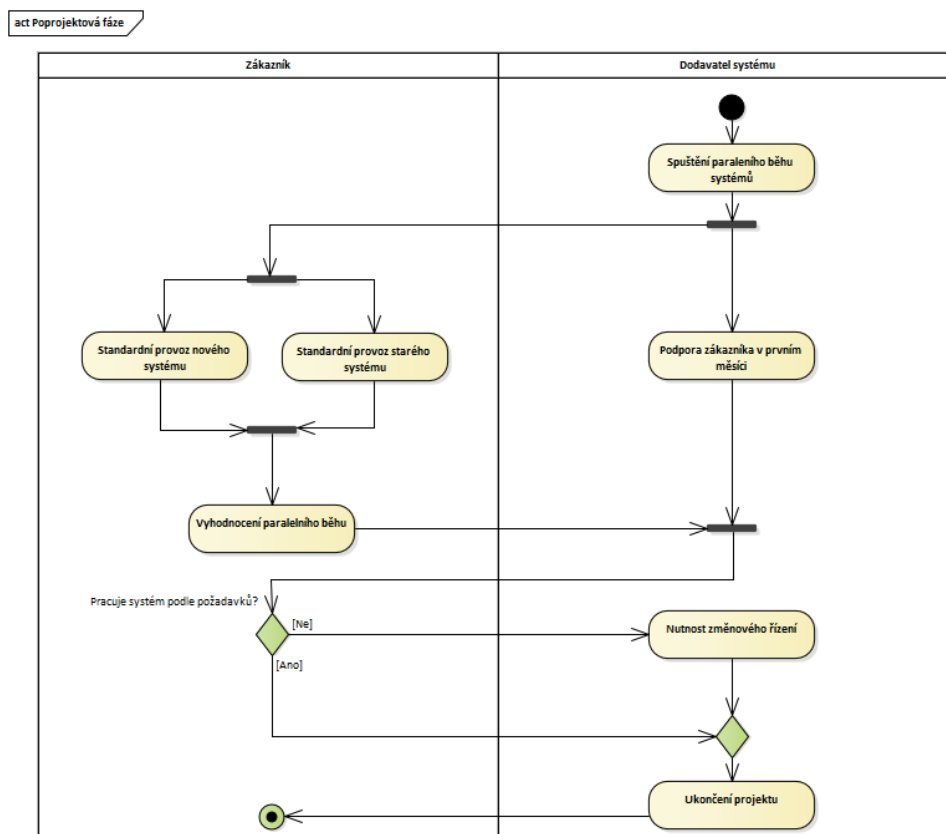 act Poprojektová fáze
Zákazník
Dodavatel systému
Spuštění paraleního běhu
systémů
Standardní provoz nového
systému
Standardní provoz starého
systému
Podpora zákazníka v prvním
měsíci
Vyhodnocení paralelního běhu
Pracuje systém podle požadavků?
[Ne]
Nutnost změnového řízení
[Ano]
Ukončení projektu